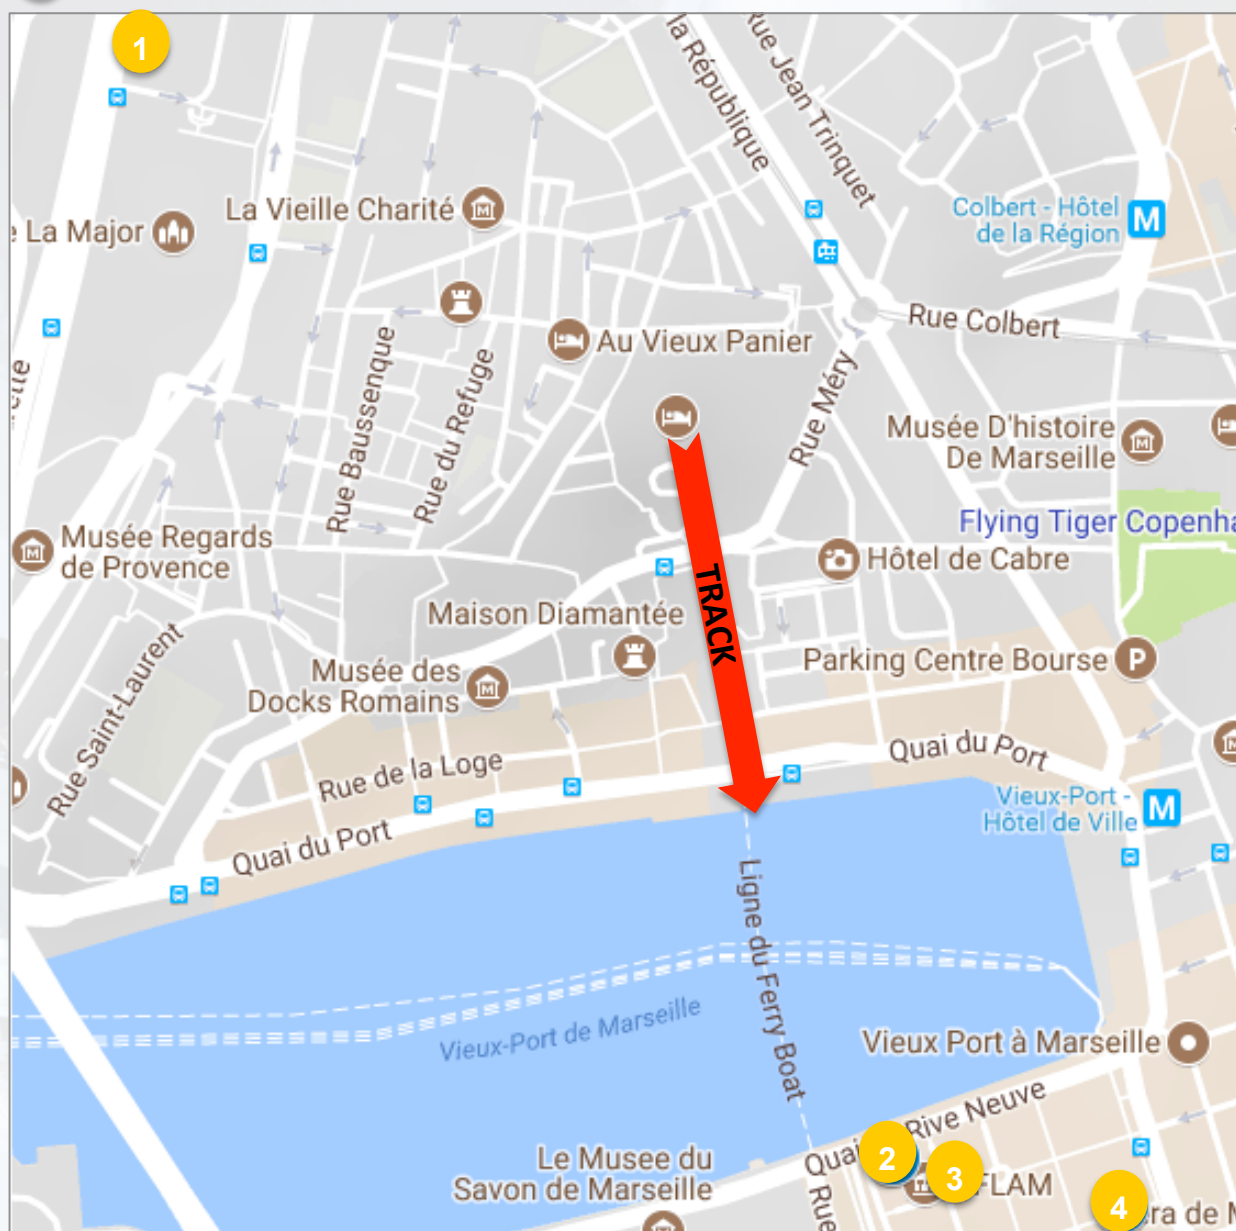 1
la République
Rue Jean Trinquet
La Vieille Charité
La Major
Colbert - Hôtel
de la Région
M
Rue Colbert
Au Vieux Panier
Rue Baussenque
Rue du Refuge
Rue Méry
Musée D'histoire
De Marseille
Flying Tiger Copenha
Musée Regards
de Provence
Hôtel de Cabre
TRACK
Maison Diamantée
Parking Centre Bourse
P
Musée des
Docks Romains
Rue Saint-Laurent
Rue de la Loge
Quai du Port
Quai du Port
Vieux-Port -
Hôtel de Ville
M
Ligne du Ferry Boat
Vieux-Port de Marseille
Vieux Port à Marseille
Quai
Rive Neuve
2
3
FLAM
Le Musee du
Savon de Marseille
Rue
4
ra de M